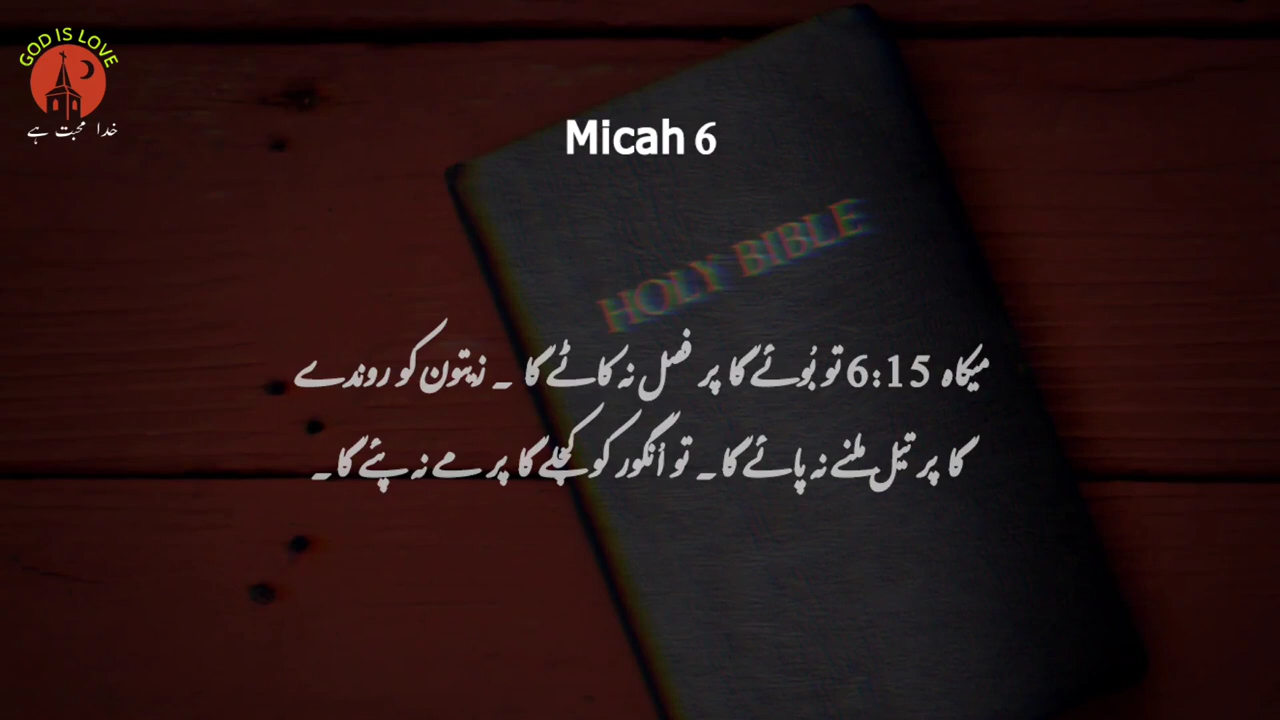 GOD IS LOVE
خدا محبت ہے
Micah 6
HOLY BIBLE
میکاہ 6:15 تو بُوئے گا پر فصل نہ کاٹے گا ۔ زیتون کو روندے
گا پر تیل ملنے نہ پائے گا۔ تو اُنگور کو کچلے گا پر مے نہ پئے گا۔